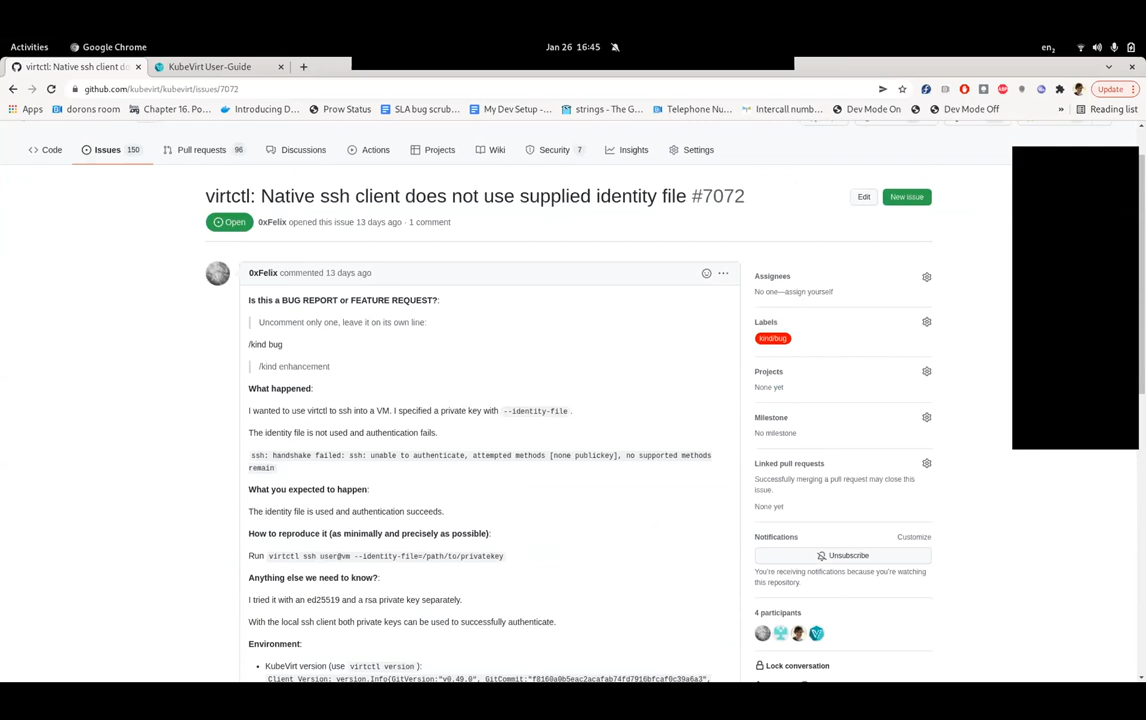 Activities
Google Chrome
Jan 26 16:45
en2
virtctl: Native ssh client do
KubeVirt User-Guide
github.com/kubevirt/kubevirt/issues/7072
Update
Apps
dorons room
Chapter 16. Po...
Introducing D...
Prow Status
SLA bug scrub...
My Dev Setup -...
strings - The G...
Telephone Nu...
Intercall numb...
Dev Mode On
Dev Mode Off
»
Reading list
Code
Issues 150
Pull requests 96
Discussions
Actions
Projects
Wiki
Security 7
Insights
Settings
virtctl: Native ssh client does not use supplied identity file #7072
Edit
New issue
Open
0xFelix opened this issue 13 days ago · 1 comment
0xFelix commented 13 days ago
Is this a BUG REPORT or FEATURE REQUEST?:
Uncomment only one, leave it on its own line:
/kind bug
/kind enhancement
What happened:
I wanted to use virtctl to ssh into a VM. I specified a private key with --identity-file .
The identity file is not used and authentication fails.
ssh: handshake failed: ssh: unable to authenticate, attempted methods [none publickey], no supported methods
remain
What you expected to happen:
The identity file is used and authentication succeeds.
How to reproduce it (as minimally and precisely as possible):
Run virtctl ssh user@vm --identity-file=/path/to/privatekey
Anything else we need to know?:
I tried it with an ed25519 and a rsa private key separately.
With the local ssh client both private keys can be used to successfully authenticate.
Environment:
• KubeVirt version (use virtctl version ):
Client Version: version.Info{GitVersion:"v0.49.0", GitCommit:"f8160a0b5eac2acafab74fd7916bfcaf0c39a6a3",
Assignees
No one—assign yourself
Labels
kind/bug
Projects
None yet
Milestone
No milestone
Linked pull requests
Successfully merging a pull request may close this
issue.
None yet
Notifications
Customize
Unsubscribe
You're receiving notifications because you're watching
this repository.
4 participants
Lock conversation